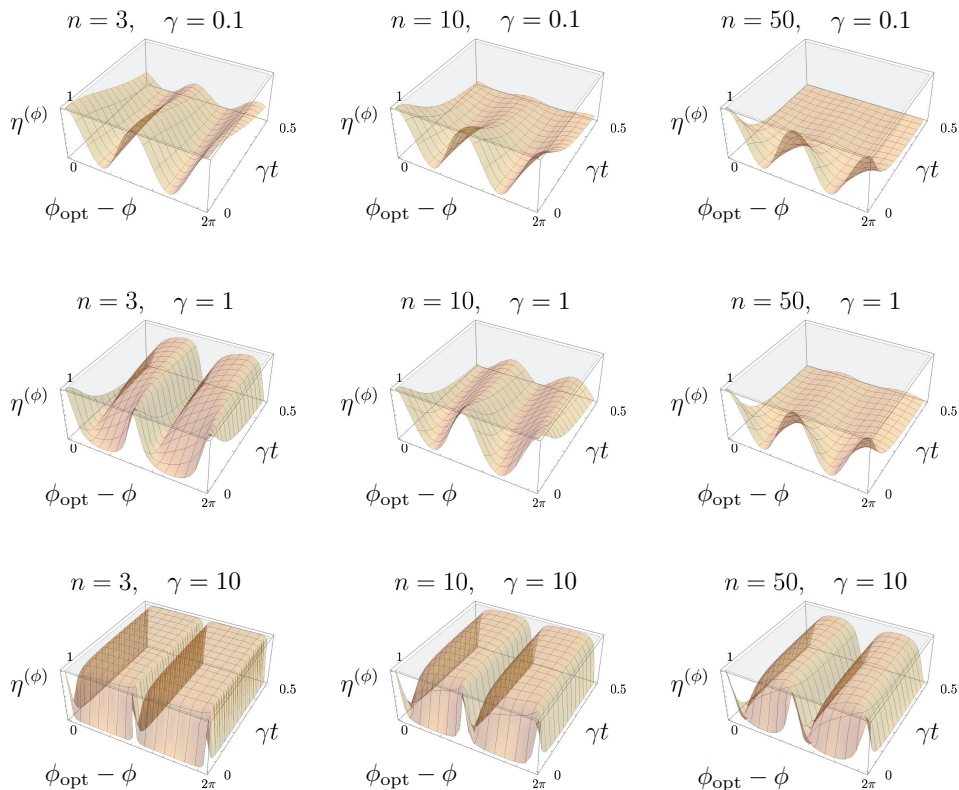 n = 3, γ = 0.1 n = 10, γ = 0.1 n = 50, γ = 0.1
1 1 1
η^(ϕ) η^(ϕ) η^(ϕ)
0.5 0.5 0.5
0 γt 0 γt 0 γt
ϕ_opt − ϕ ϕ_opt − ϕ ϕ_opt − ϕ
0 0 0
2π 2π 2π
n = 3, γ = 1 n = 10, γ = 1 n = 50, γ = 1
1 1 1
η^(ϕ) η^(ϕ) η^(ϕ)
0.5 0.5 0.5
0 γt 0 γt 0 γt
ϕ_opt − ϕ ϕ_opt − ϕ ϕ_opt − ϕ
0 0 0
2π 2π 2π
n = 3, γ = 10 n = 10, γ = 10 n = 50, γ = 10
1 1 1
η^(ϕ) η^(ϕ) η^(ϕ)
0.5 0.5 0.5
0 γt 0 γt 0 γt
ϕ_opt − ϕ ϕ_opt − ϕ ϕ_opt − ϕ
0 0 0
2π 2π 2π